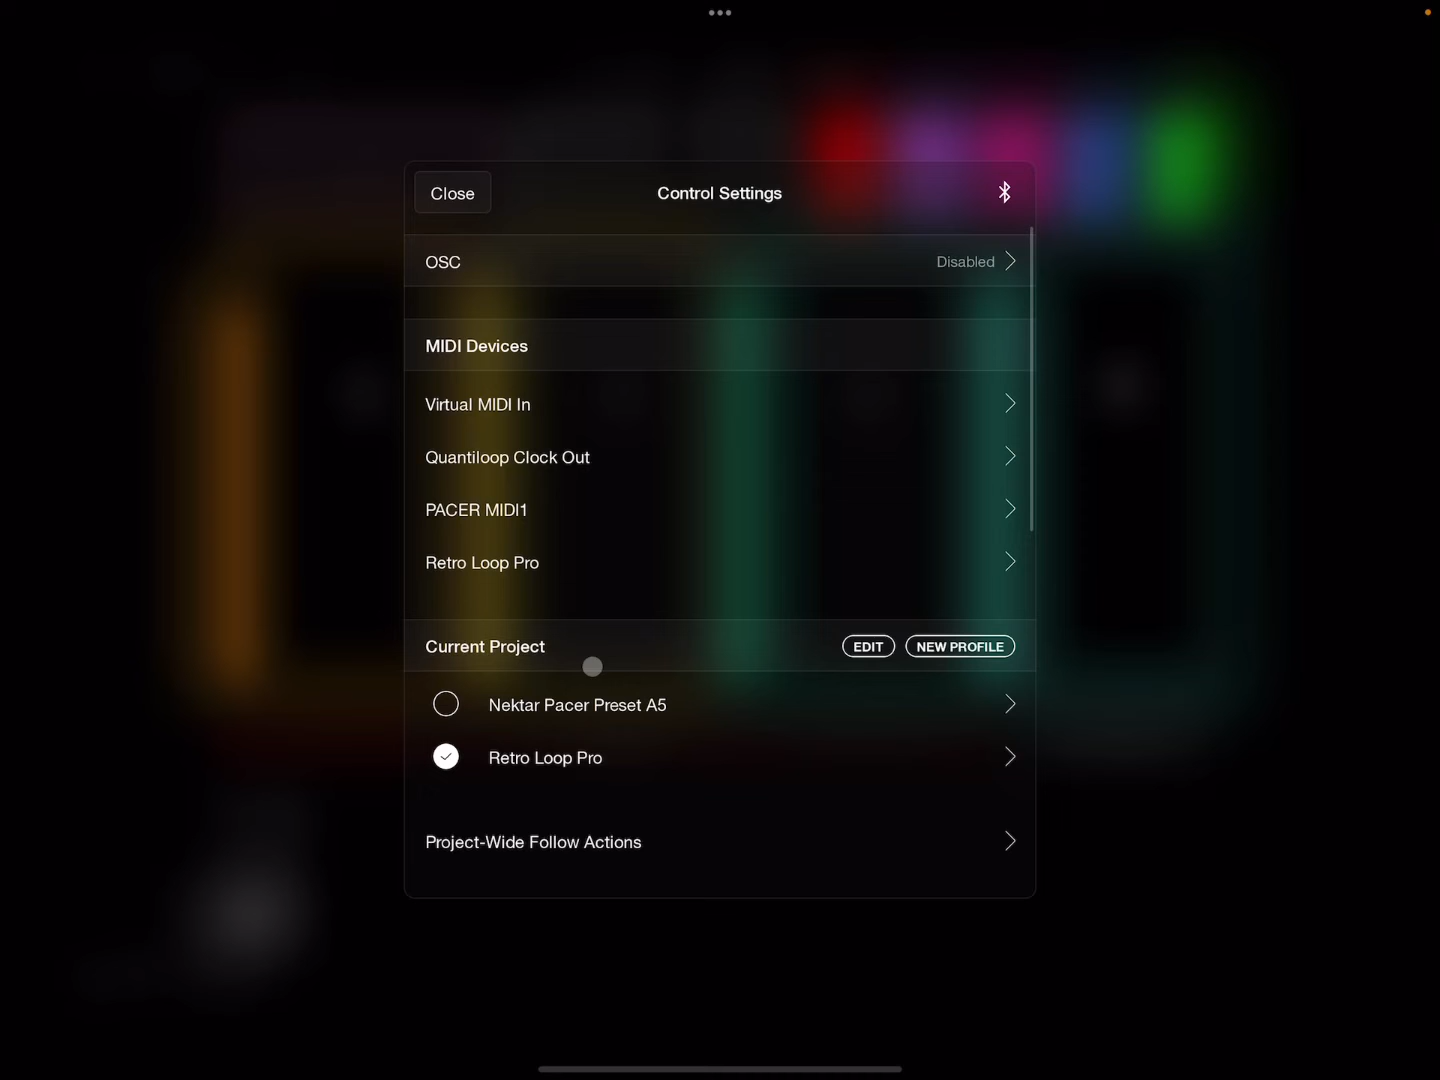 Close
Control Settings
OSC
Disabled
MIDI Devices
Virtual MIDI In
Quantiloop Clock Out
PACER MIDI1
Retro Loop Pro
Current Project
EDIT
NEW PROFILE
Nektar Pacer Preset A5
Retro Loop Pro
Project-Wide Follow Actions